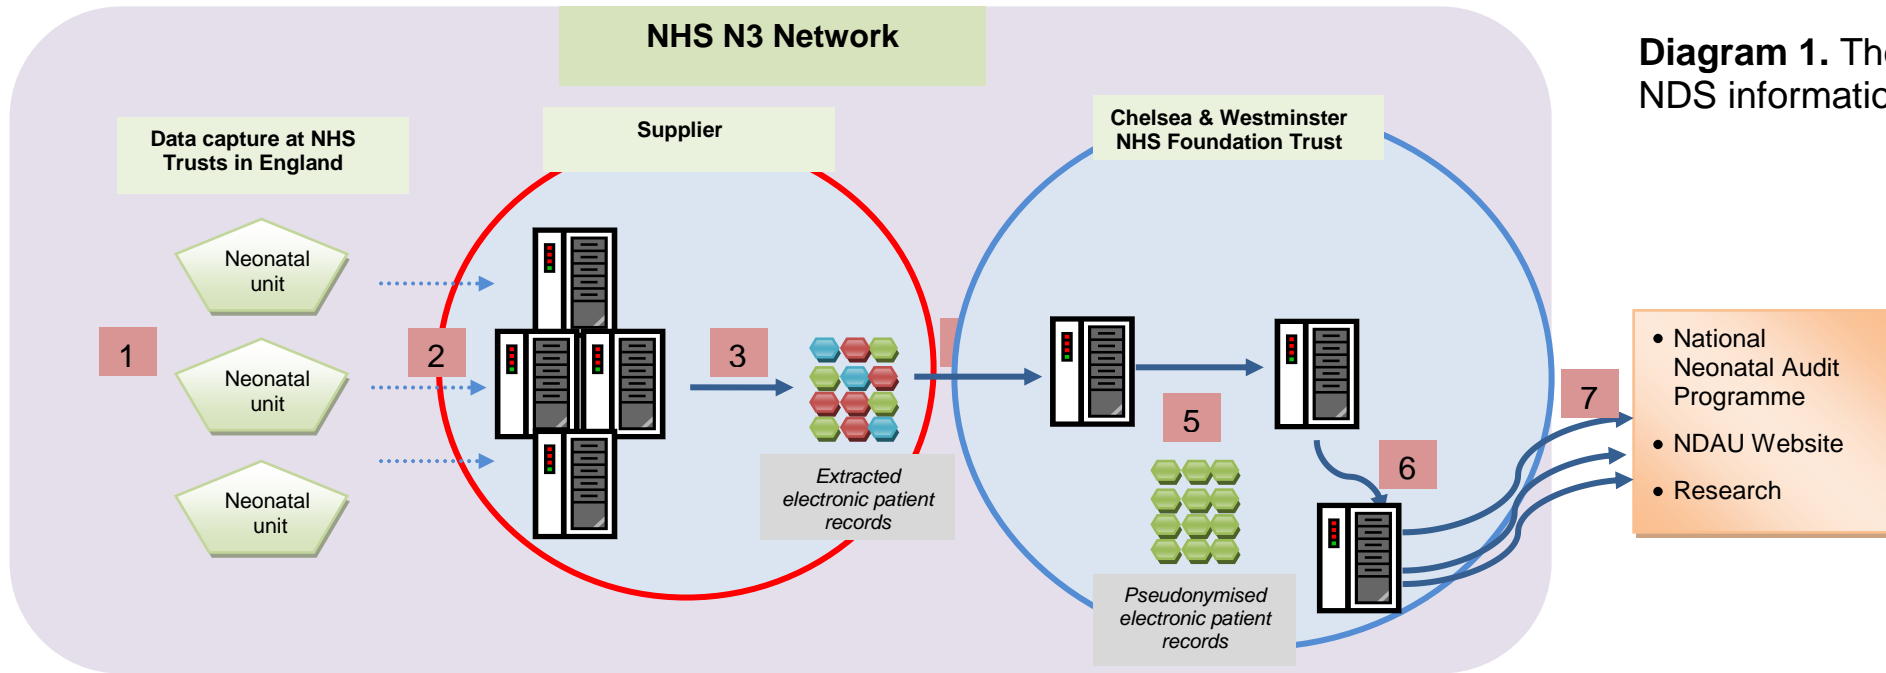 NHS N3 Network
Diagram 1. The
NDS informatio
Data capture at NHS
Trusts in England
Supplier
Chelsea & Westminster
NHS Foundation Trust
Neonatal
unit
1
2
3
Neonatal
unit
Neonatal
unit
Extracted
electronic patient
records
5
6
7
Pseudonymised
electronic patient
records
• National
Neonatal Audit
Programme
• NDAU Website
• Research